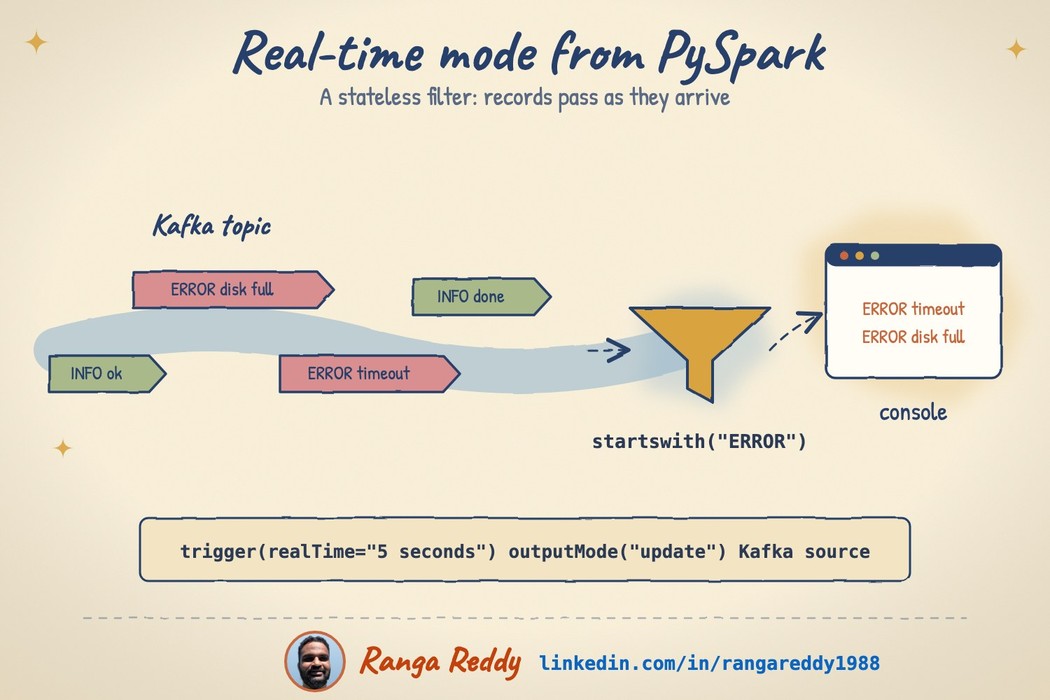 Real-time mode from PySpark
A stateless filter: records pass as they arrive
Kafka topic
ERROR disk full
INFO done
INFO ok
ERROR timeout
ERROR timeout
ERROR disk full
console
startswith("ERROR")
trigger(realTime="5 seconds") outputMode("update") Kafka source
Ranga Reddy linkedin.com/in/rangareddy1988